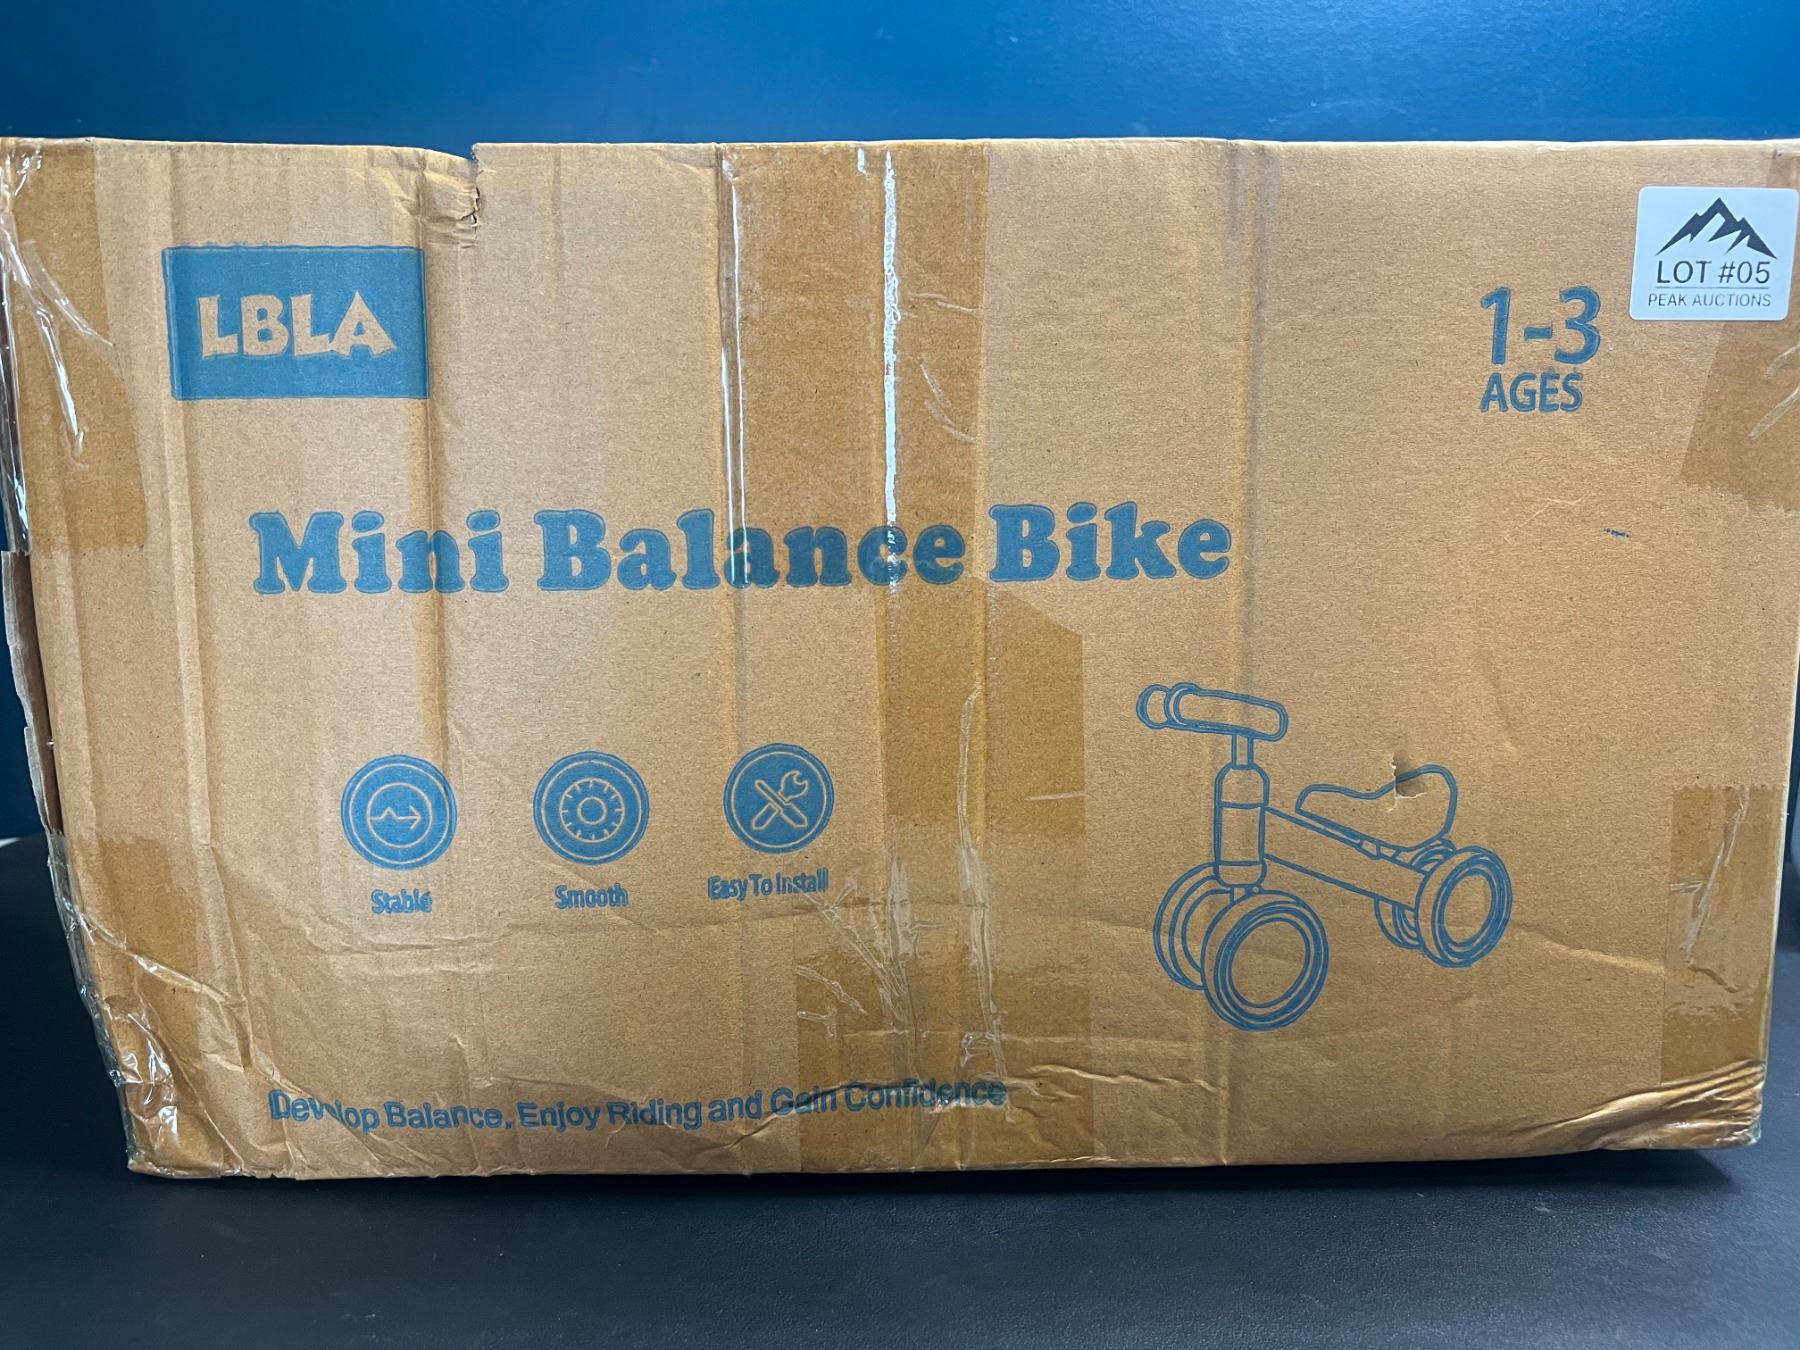 LBLA
LOT #05
PEAK AUCTIONS
1-3
AGES
Mini Balance Bike
Stable
Smooth
Easy To Install
Develop Balance, Enjoy Riding and Gain Confidence